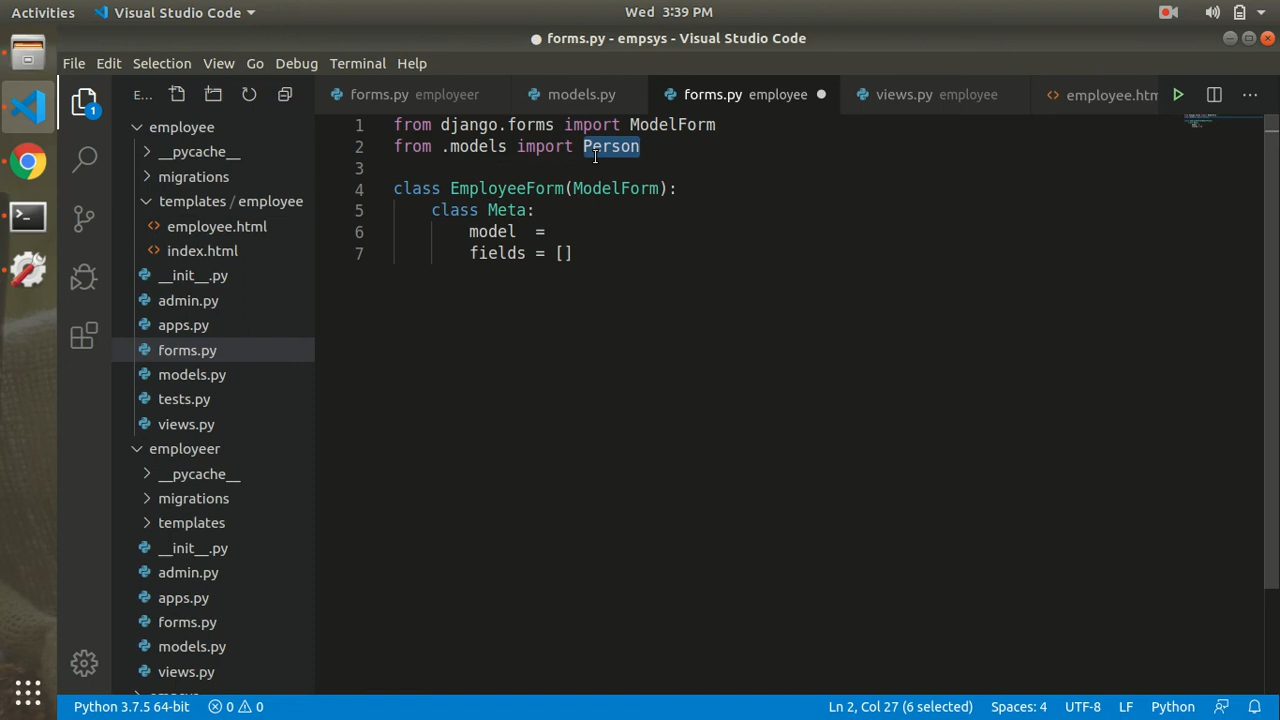 Activities Visual Studio Code Wed 3:39 PM
forms.py - empsys - Visual Studio Code
File Edit Selection View Go Debug Terminal Help
E... forms.py employeer models.py forms.py employee views.py employee employee.htm
1
1 from django.forms import ModelForm
2 from .models import Person
3
4 class EmployeeForm(ModelForm):
5 class Meta:
6 model =
7 fields = []
employee
__pycache__
migrations
templates / employee
employee.html
index.html
__init__.py
admin.py
apps.py
forms.py
models.py
tests.py
views.py
employeer
__pycache__
migrations
templates
__init__.py
admin.py
apps.py
forms.py
models.py
views.py
Python 3.7.5 64-bit 0 0 Ln 2, Col 27 (6 selected) Spaces: 4 UTF-8 LF Python